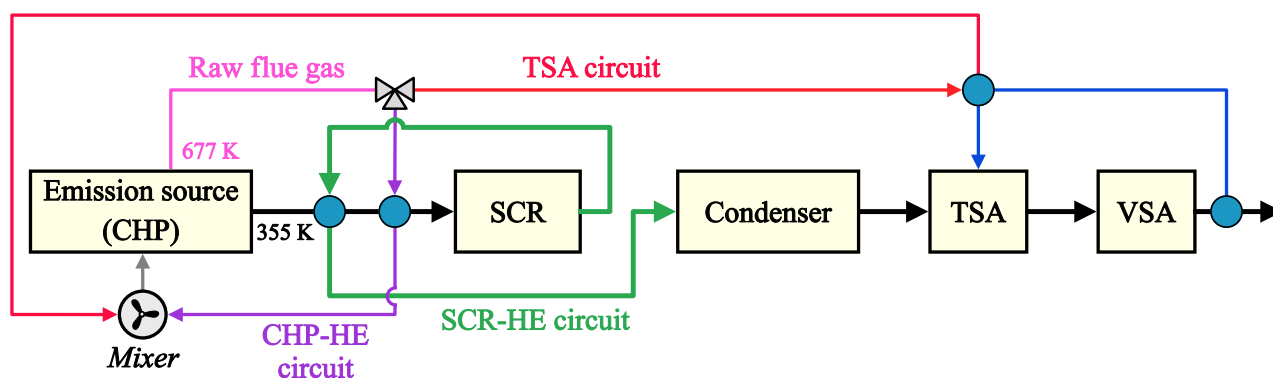 Raw flue gas
TSA circuit
677 K
Emission source
(CHP)
355 K
SCR
Condenser
TSA
VSA
Mixer
CHP-HE
circuit
SCR-HE circuit